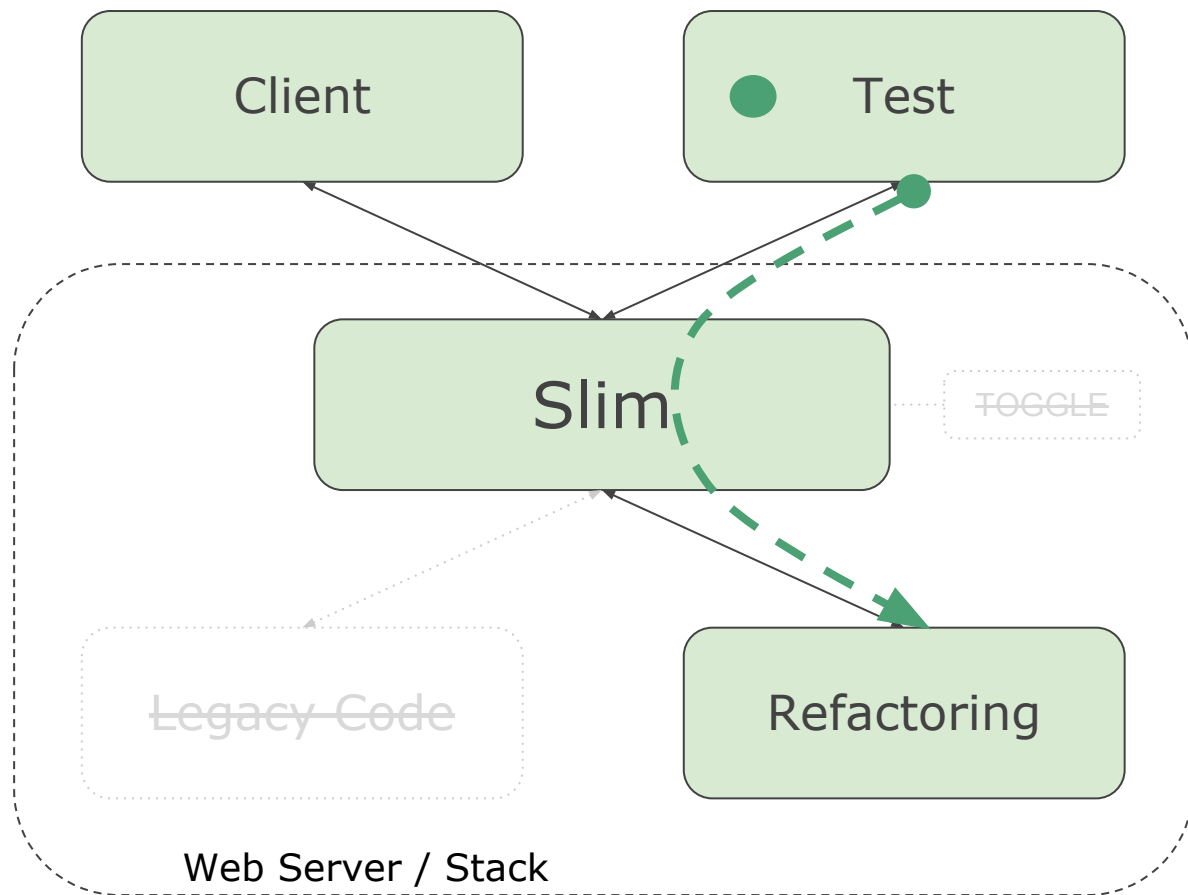 Client
Test
Slim
TOGGLE
Legacy Code
Refactoring
Web Server / Stack